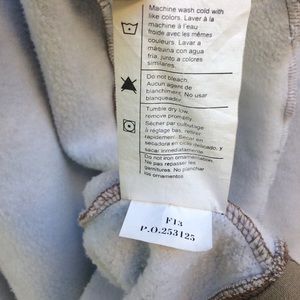 Machine wash cold with
like colors. Laver à la
machine à l'eau
froide avec les mêmes
couleurs. Lavar a
máquina con agua
fria, junto a colores
similares.
Do not bleach.
Aucun agent de
blanchiment. No usar
blanqueador.
Tumble dry low,
remove promptly.
Sécher par culbutage
à réglage bas, retirer
rapidement. Secar en
secadora en ciclo delicado, y
sacar inmediatamente.
Do not iron ornamentation.
Ne pas repasser les
garnitures. No planchar
los ornamentos
F13
P.O.253125